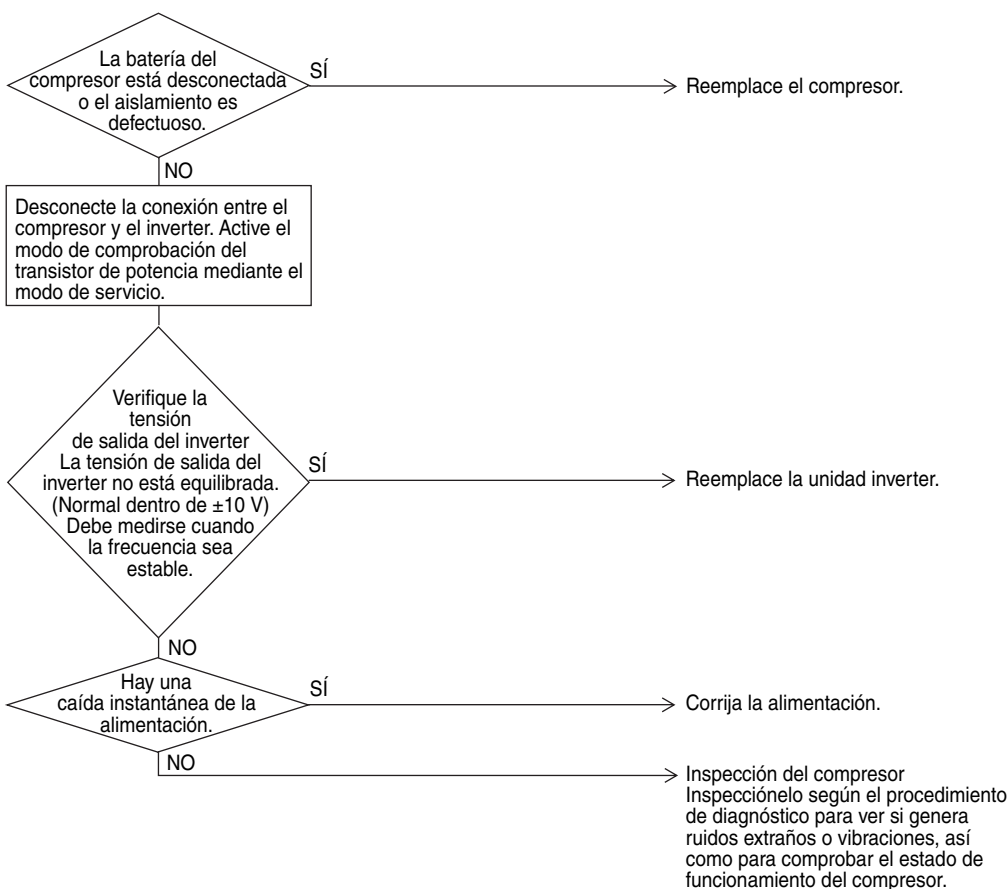 La batería del
compresor está desconectada
o el aislamiento es
defectuoso.
SÍ
Reemplace el compresor.
NO
Desconecte la conexión entre el
compresor y el inverter. Active el
modo de comprobación del
transistor de potencia mediante el
modo de servicio.
Verifique la
tensión
de salida del inverter
La tensión de salida del
inverter no está equilibrada.
(Normal dentro de ±10 V)
Debe medirse cuando
la frecuencia sea
estable.
SÍ
Reemplace la unidad inverter.
NO
Hay una
caída instantánea de la
alimentación.
SÍ
Corrija la alimentación.
NO
Inspección del compresor
Inspecciónelo según el procedimiento
de diagnóstico para ver si genera
ruidos extraños o vibraciones, así
como para comprobar el estado de
funcionamiento del compresor.